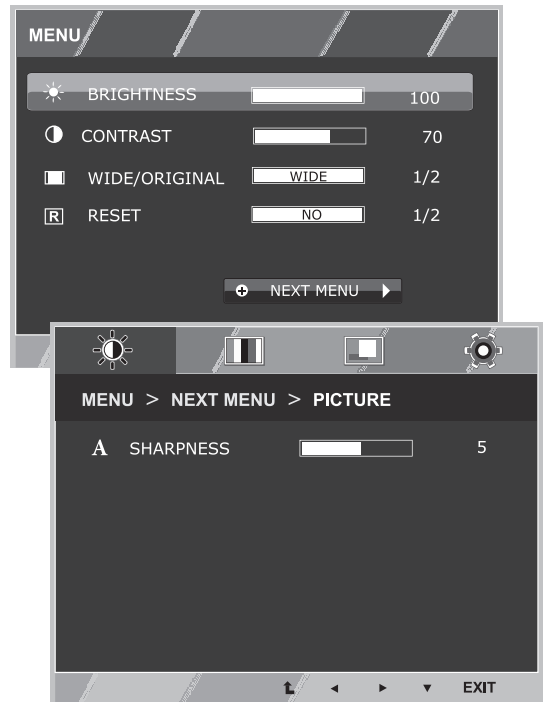 MENU
BRIGHTNESS 100
CONTRAST 70
WIDE/ORIGINAL WIDE 1/2
R RESET NO 1/2
NEXT MENU
MENU > NEXT MENU > PICTURE
A SHARPNESS 5
EXIT